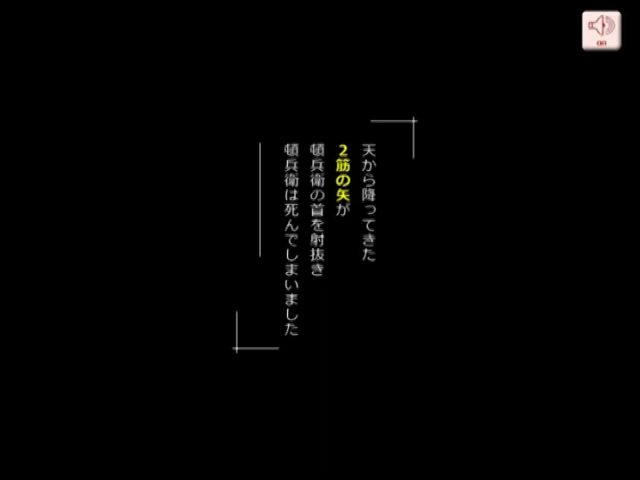 天から降ってきた
2筋の矢が
頓兵衛の首を射抜き
頓兵衛は死んでしまいました
on